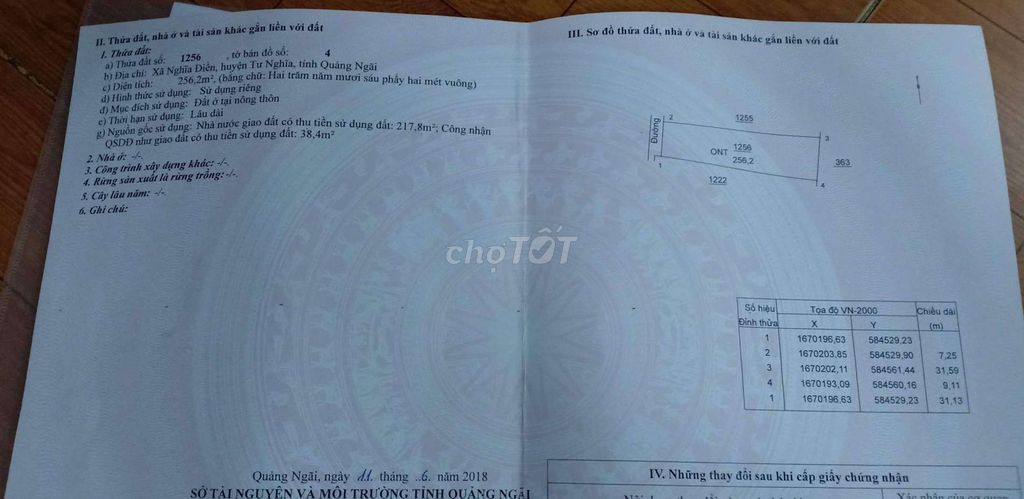 II. Thửa đất, nhà ở và tài sản khác gắn liền với đất
1. Thửa đất:
a) Thửa đất số: 1256 , tờ bản đồ số: 4
b) Địa chỉ: Xã Nghĩa Điền, huyện Tư Nghĩa, tỉnh Quảng Ngãi
c) Diện tích: 256,2m², (bằng chữ: Hai trăm năm mươi sáu phẩy hai mét vuông)
d) Hình thức sử dụng: Sử dụng riêng
đ) Mục đích sử dụng: Đất ở tại nông thôn
e) Thời hạn sử dụng: Lâu dài
g) Nguồn gốc sử dụng: Nhà nước giao đất có thu tiền sử dụng đất: 217,8m²; Công nhận
QSDĐ như giao đất có thu tiền sử dụng đất: 38,4m²
2. Nhà ở: -/-.
3. Công trình xây dựng khác: -/-.
4. Rừng sản xuất là rừng trồng: -/-.
5. Cây lâu năm: -/-.
6. Ghi chú:
Quảng Ngãi, ngày 11 tháng 6 năm 2018
SỞ TÀI NGUYÊN VÀ MÔI TRƯỜNG TỈNH QUẢNG NGÃI
III. Sơ đồ thửa đất, nhà ở và tài sản khác gắn liền với đất
Đường
2
1255
3
ONT
1256
256,2
363
1
1222
4
chợTỐT
Số hiệu Đỉnh thửa
Tọa độ VN-2000
Chiều dài (m)
X Y
1 1670196,63 584529,23
2 1670203,85 584529,90 7,25
3 1670202,11 584561,44 31,59
4 1670193,09 584560,16 9,11
1 1670196,63 584529,23 31,13
IV. Những thay đổi sau khi cấp giấy chứng nhận
Xác nhận của cơ quan